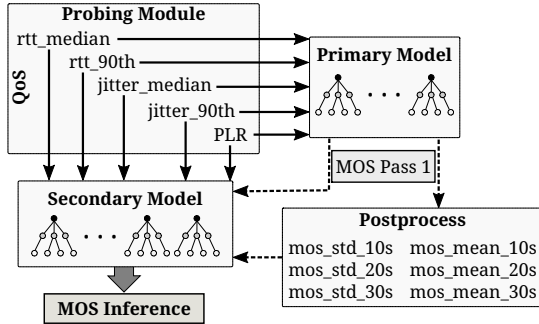 Probing Module
rtt_median
rtt_90th
jitter_median
jitter_90th
PLR
QoS
Primary Model
MOS Pass 1
Secondary Model
Postprocess
mos_std_10s mos_mean_10s
mos_std_20s mos_mean_20s
mos_std_30s mos_mean_30s
MOS Inference